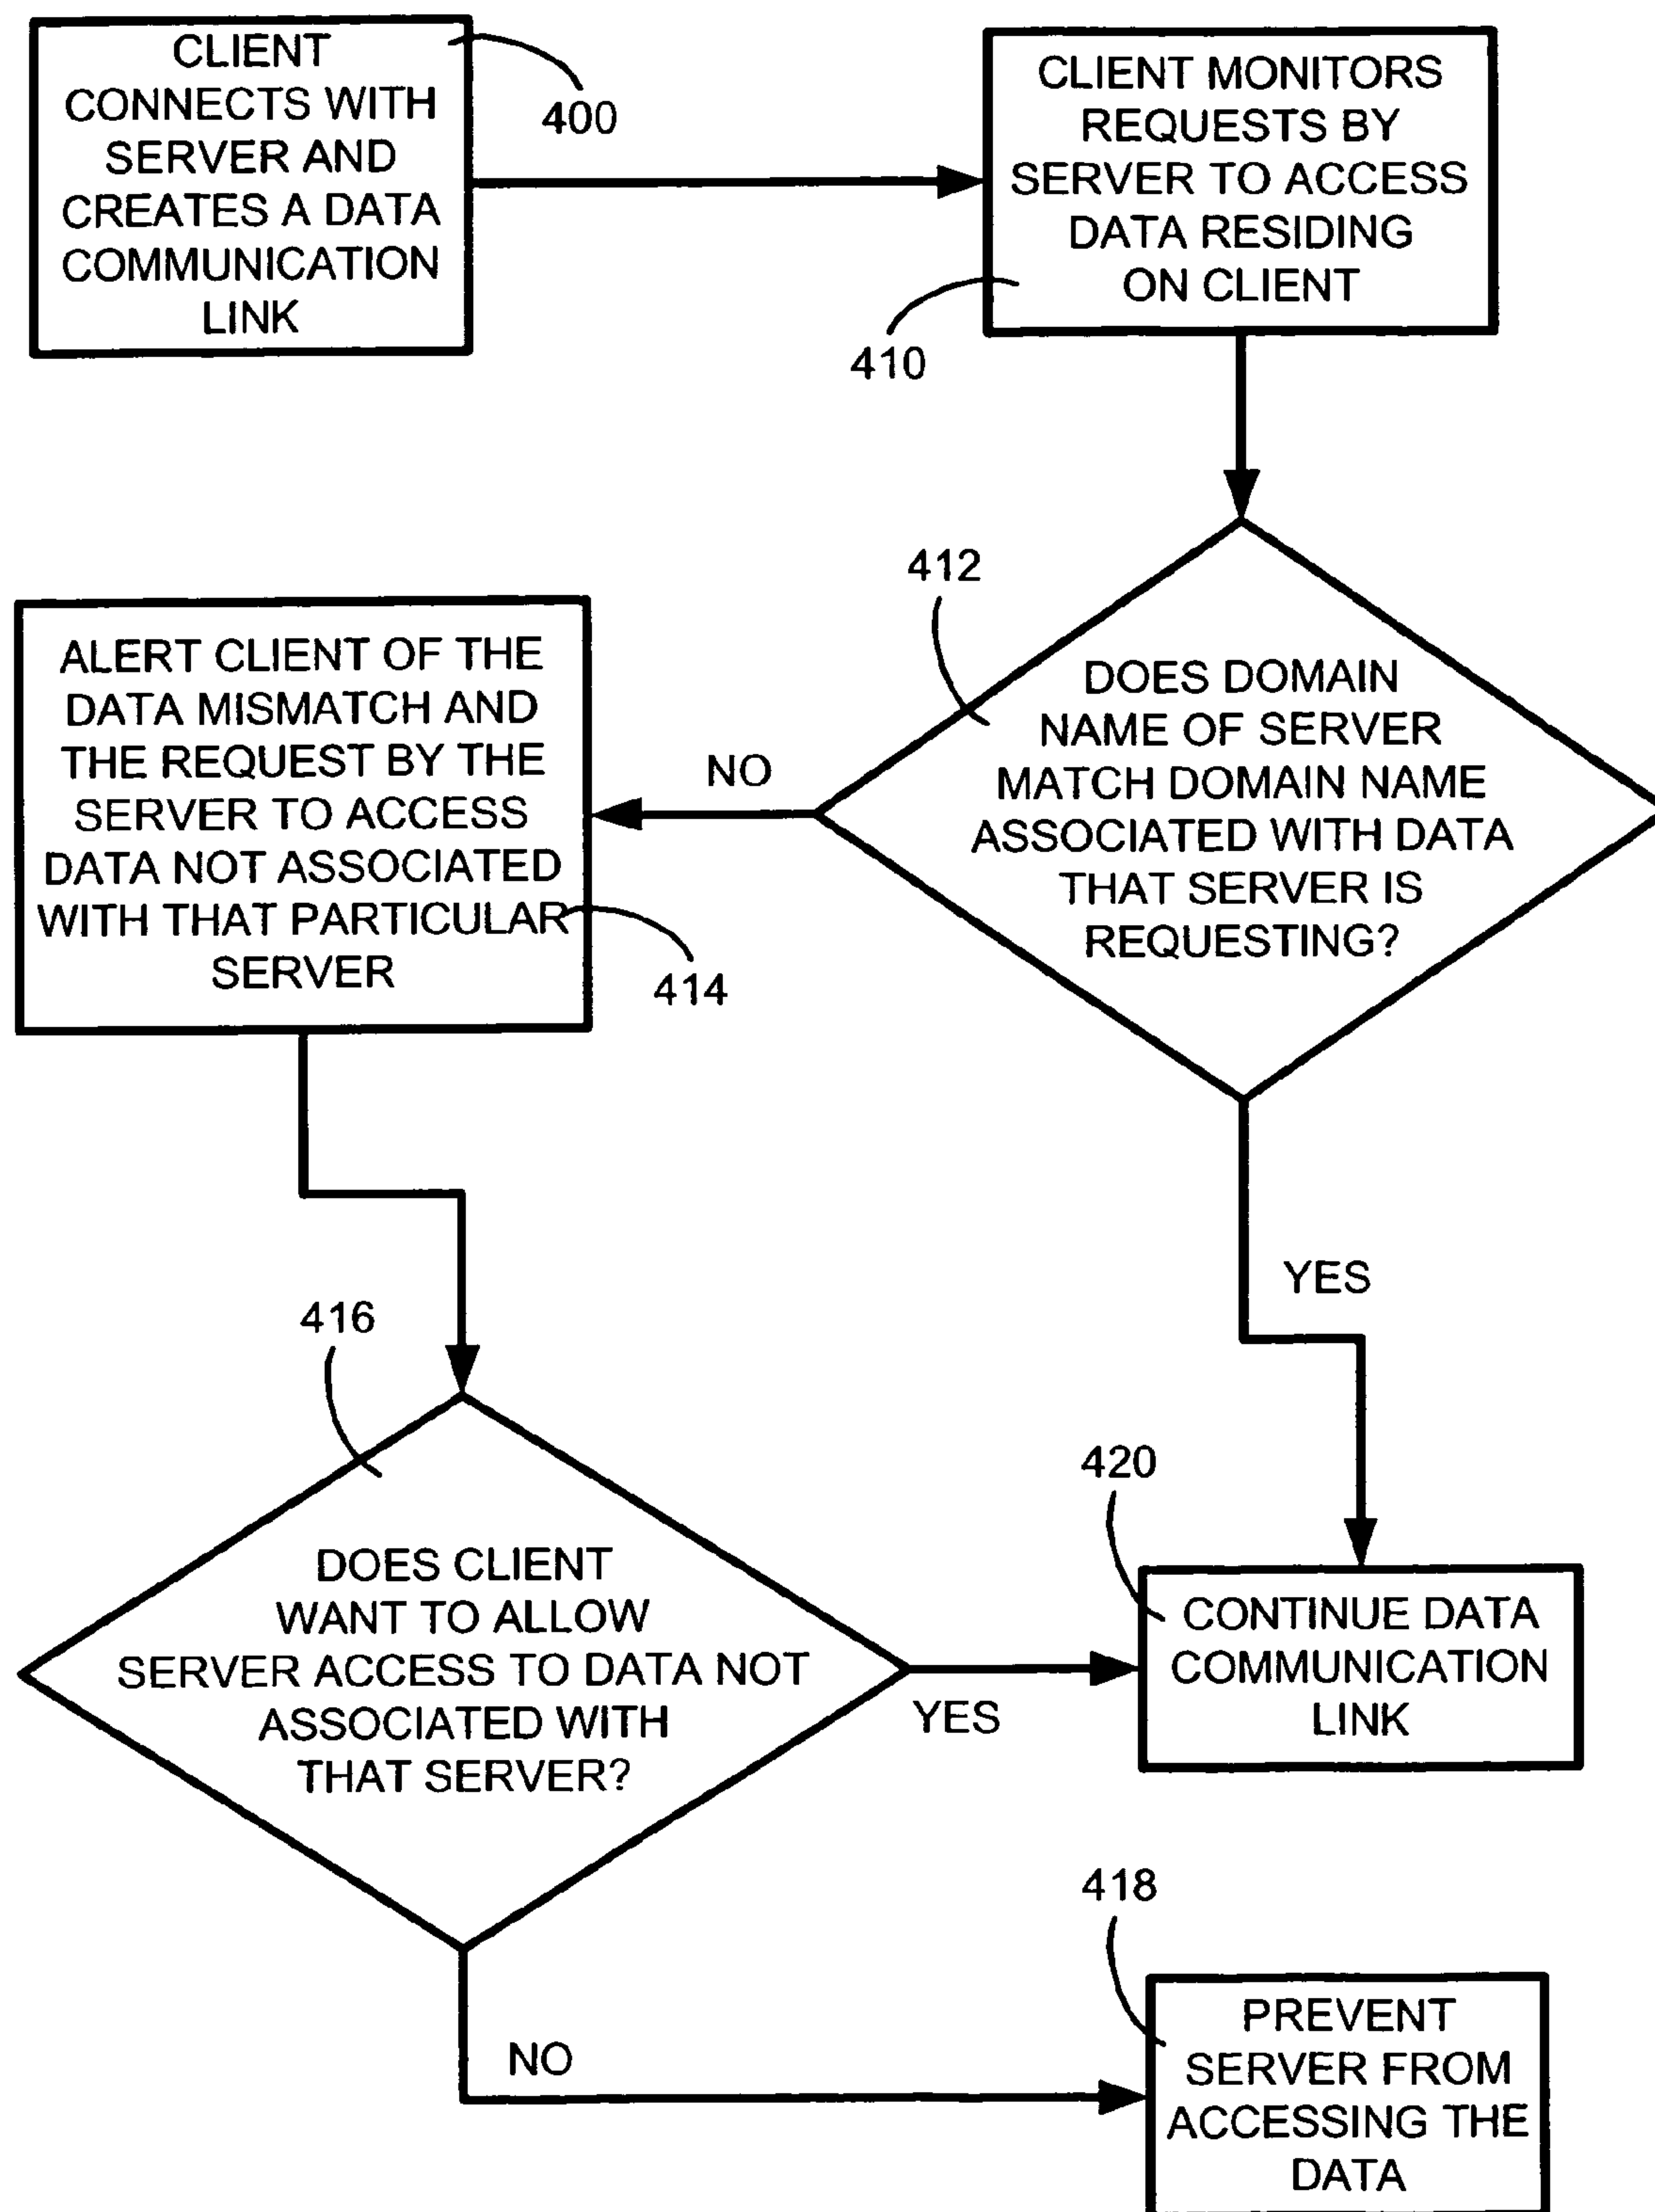 CLIENT
CONNECTS WITH
SERVER AND
CREATES A DATA
COMMUNICATION
LINK
400
CLIENT MONITORS
REQUESTS BY
SERVER TO ACCESS
DATA RESIDING
ON CLIENT
410
412
DOES DOMAIN
NAME OF SERVER
MATCH DOMAIN NAME
ASSOCIATED WITH DATA
THAT SERVER IS
REQUESTING?
NO
ALERT CLIENT OF THE
DATA MISMATCH AND
THE REQUEST BY THE
SERVER TO ACCESS
DATA NOT ASSOCIATED
WITH THAT PARTICULAR
SERVER
414
YES
416
DOES CLIENT
WANT TO ALLOW
SERVER ACCESS TO DATA NOT
ASSOCIATED WITH
THAT SERVER?
YES
420
CONTINUE DATA
COMMUNICATION
LINK
NO
418
PREVENT
SERVER FROM
ACCESSING THE
DATA